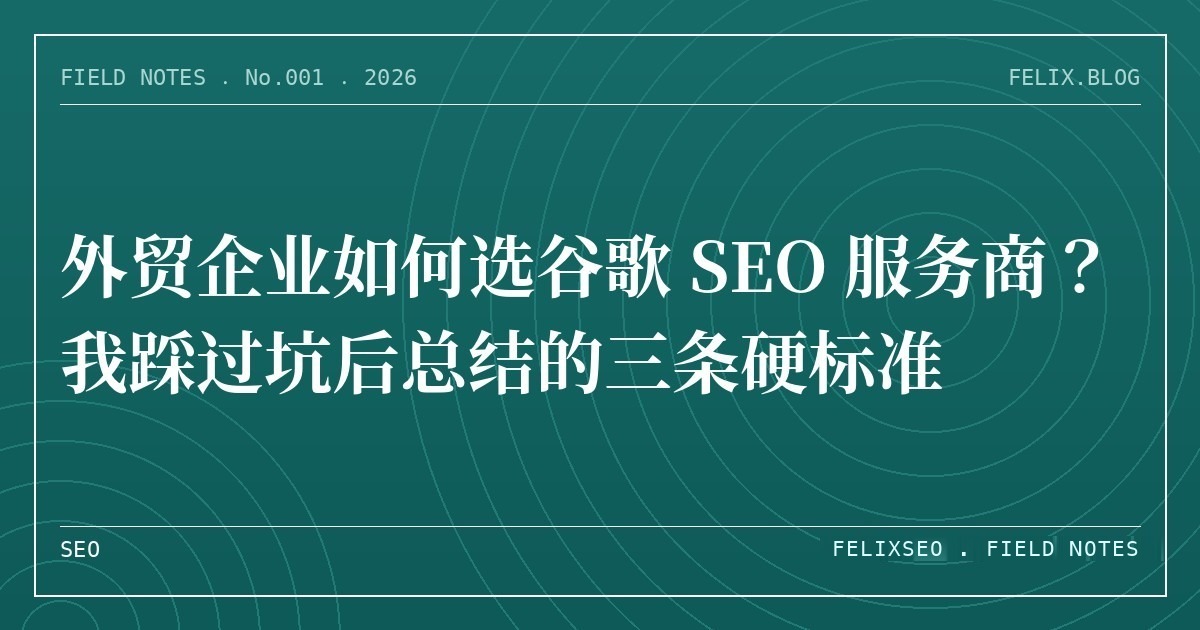 FIELD NOTES . No.001 . 2026
FELIX.BLOG
外贸企业如何选谷歌 SEO 服务商？
我踩过坑后总结的三条硬标准
SEO
FELIXSEO . FIELD NOTES